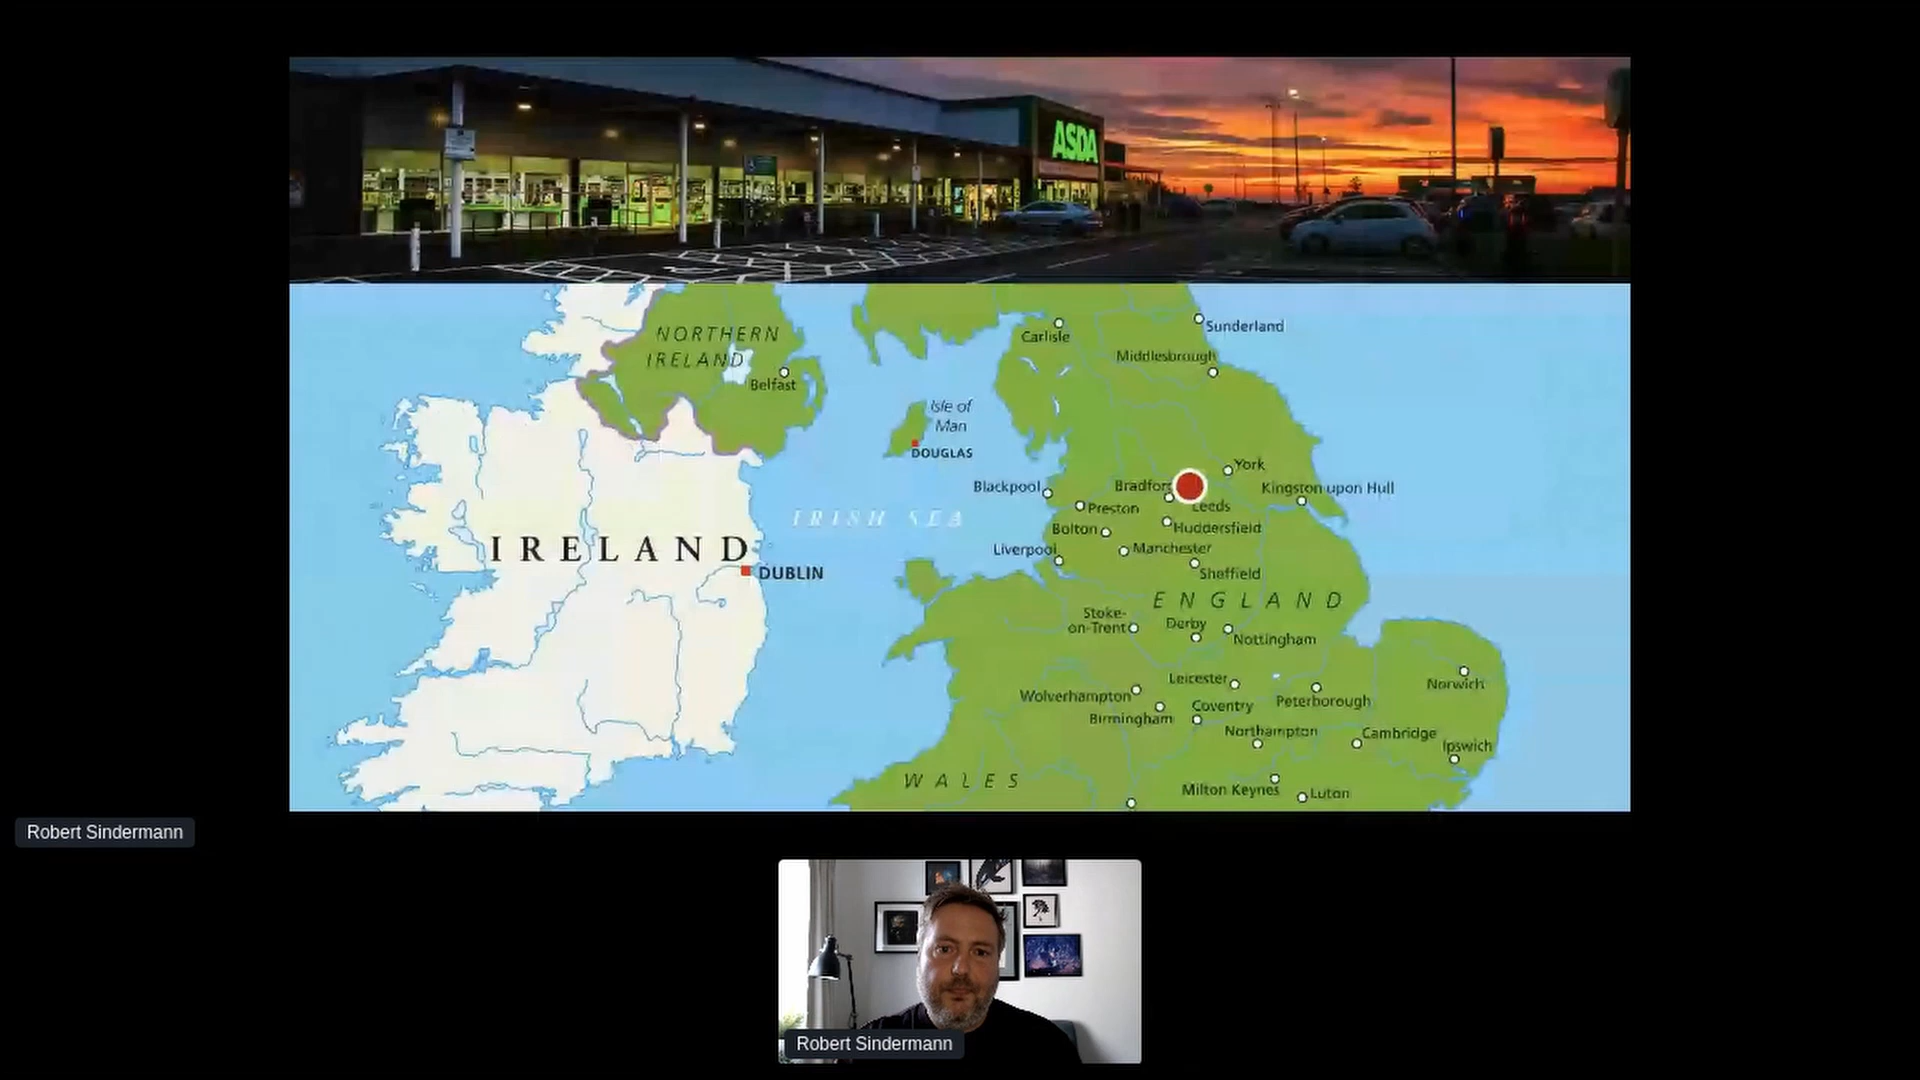 ASDA
NORTHERN
IRELAND
Belfast
Carlisle
Sunderland
Middlesbrough
Isle of
Man
DOUGLAS
York
Blackpool
Bradford
Kingston upon Hull
Preston
Leeds
IRISH SEA
Bolton
Huddersfield
IRELAND
Liverpool
Manchester
DUBLIN
Sheffield
ENGLAND
Stoke-
on-Trent
Derby
Nottingham
Leicester
Norwich
Wolverhampton
Peterborough
Coventry
Birmingham
Northampton
Cambridge
Ipswich
WALES
Milton Keynes
Luton
Robert Sindermann
Robert Sindermann